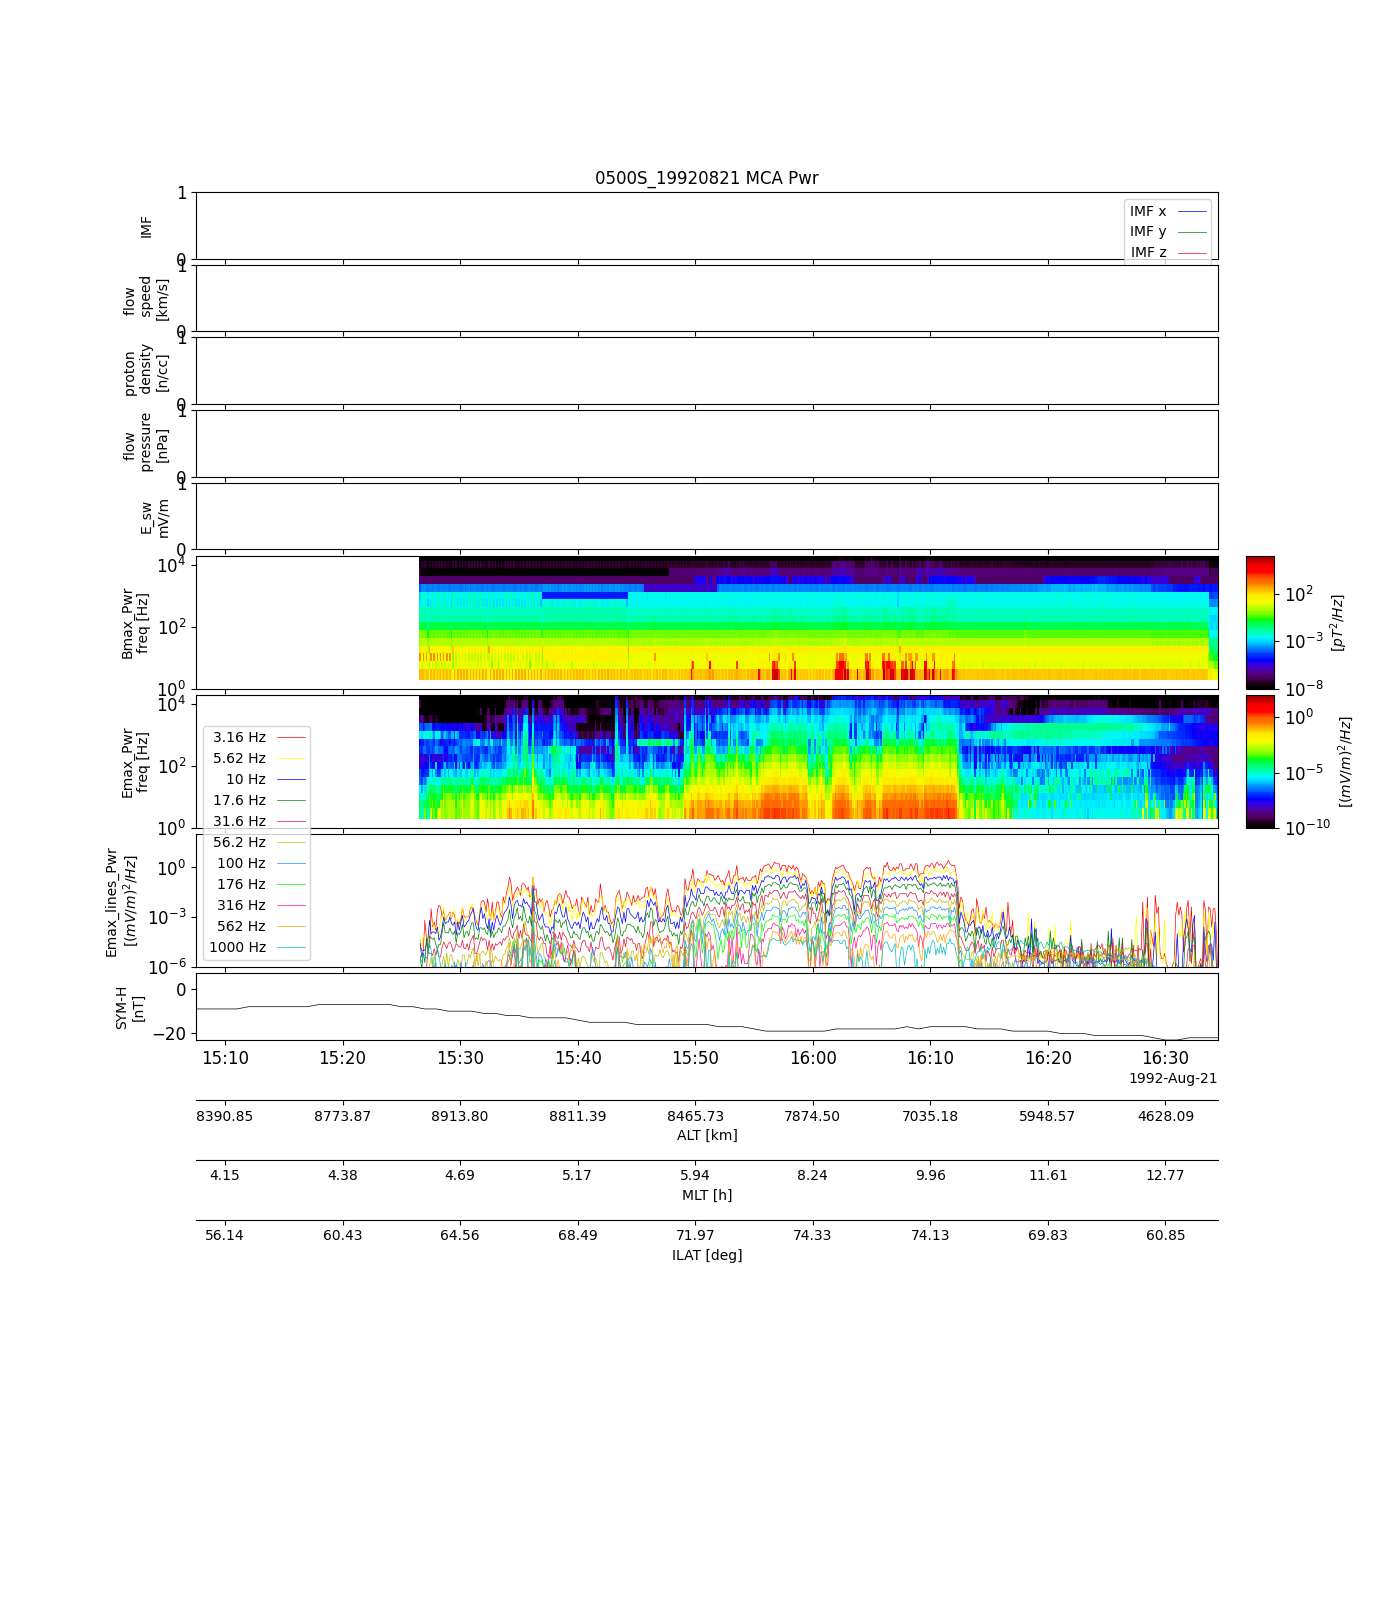 0500S_19920821 MCA Pwr
1
IMF
0
IMF x
IMF y
IMF z
1
flow
speed
[km/s]
0
1
proton
density
[n/cc]
0
1
flow
pressure
[nPa]
0
1
E_sw
mV/m
0
10^4
10^2
10^0
Bmax_Pwr
freq [Hz]
10^2
10^-3
10^-8
[pT^2/Hz]
10^4
10^2
10^0
Emax_Pwr
freq [Hz]
10^0
10^-5
10^-10
[(mV/m)^2/Hz]
3.16 Hz
5.62 Hz
10 Hz
17.6 Hz
31.6 Hz
56.2 Hz
100 Hz
176 Hz
316 Hz
562 Hz
1000 Hz
10^0
10^-3
10^-6
Emax_lines_Pwr
[(mV/m)^2/Hz]
0
−20
SYM-H
[nT]
15:10 15:20 15:30 15:40 15:50 16:00 16:10 16:20 16:30
1992-Aug-21
8390.85 8773.87 8913.80 8811.39 8465.73 7874.50 7035.18 5948.57 4628.09
ALT [km]
4.15 4.38 4.69 5.17 5.94 8.24 9.96 11.61 12.77
MLT [h]
56.14 60.43 64.56 68.49 71.97 74.33 74.13 69.83 60.85
ILAT [deg]